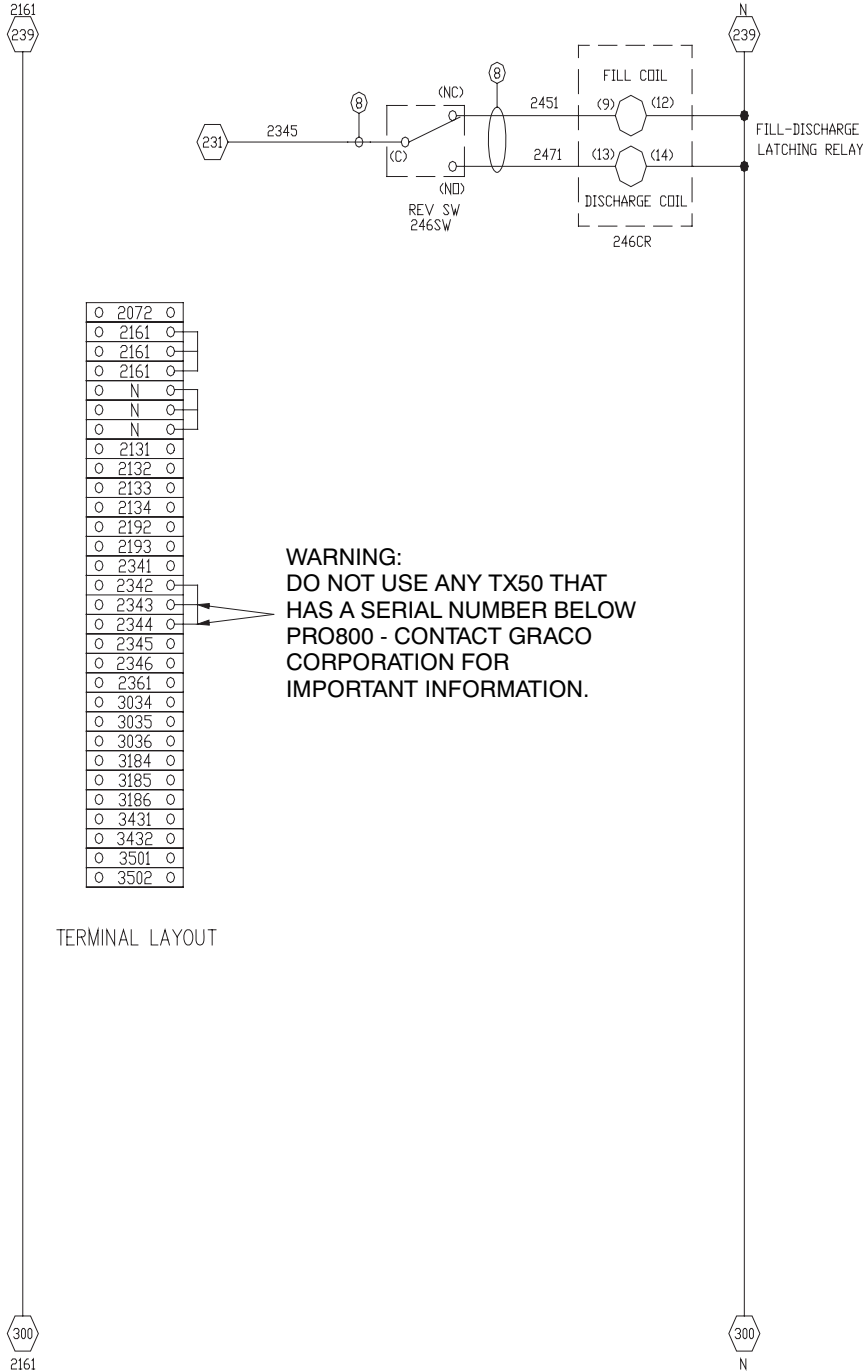 2161
239
N
239
FILL COIL
8
(NC)
8
2451
(9)
(12)
231
2345
(C)
FILL-DISCHARGE
LATCHING RELAY
2471
(13)
(14)
(NO)
DISCHARGE COIL
REV SW
246SW
246CR
2072
2161
2161
2161
N
N
N
2131
2132
2133
2134
2192
2193
2341
2342
2343
2344
2345
2346
2361
3034
3035
3036
3184
3185
3186
3431
3432
3501
3502
WARNING:
DO NOT USE ANY TX50 THAT
HAS A SERIAL NUMBER BELOW
PRO800 - CONTACT GRACO
CORPORATION FOR
IMPORTANT INFORMATION.
TERMINAL LAYOUT
300
2161
300
N